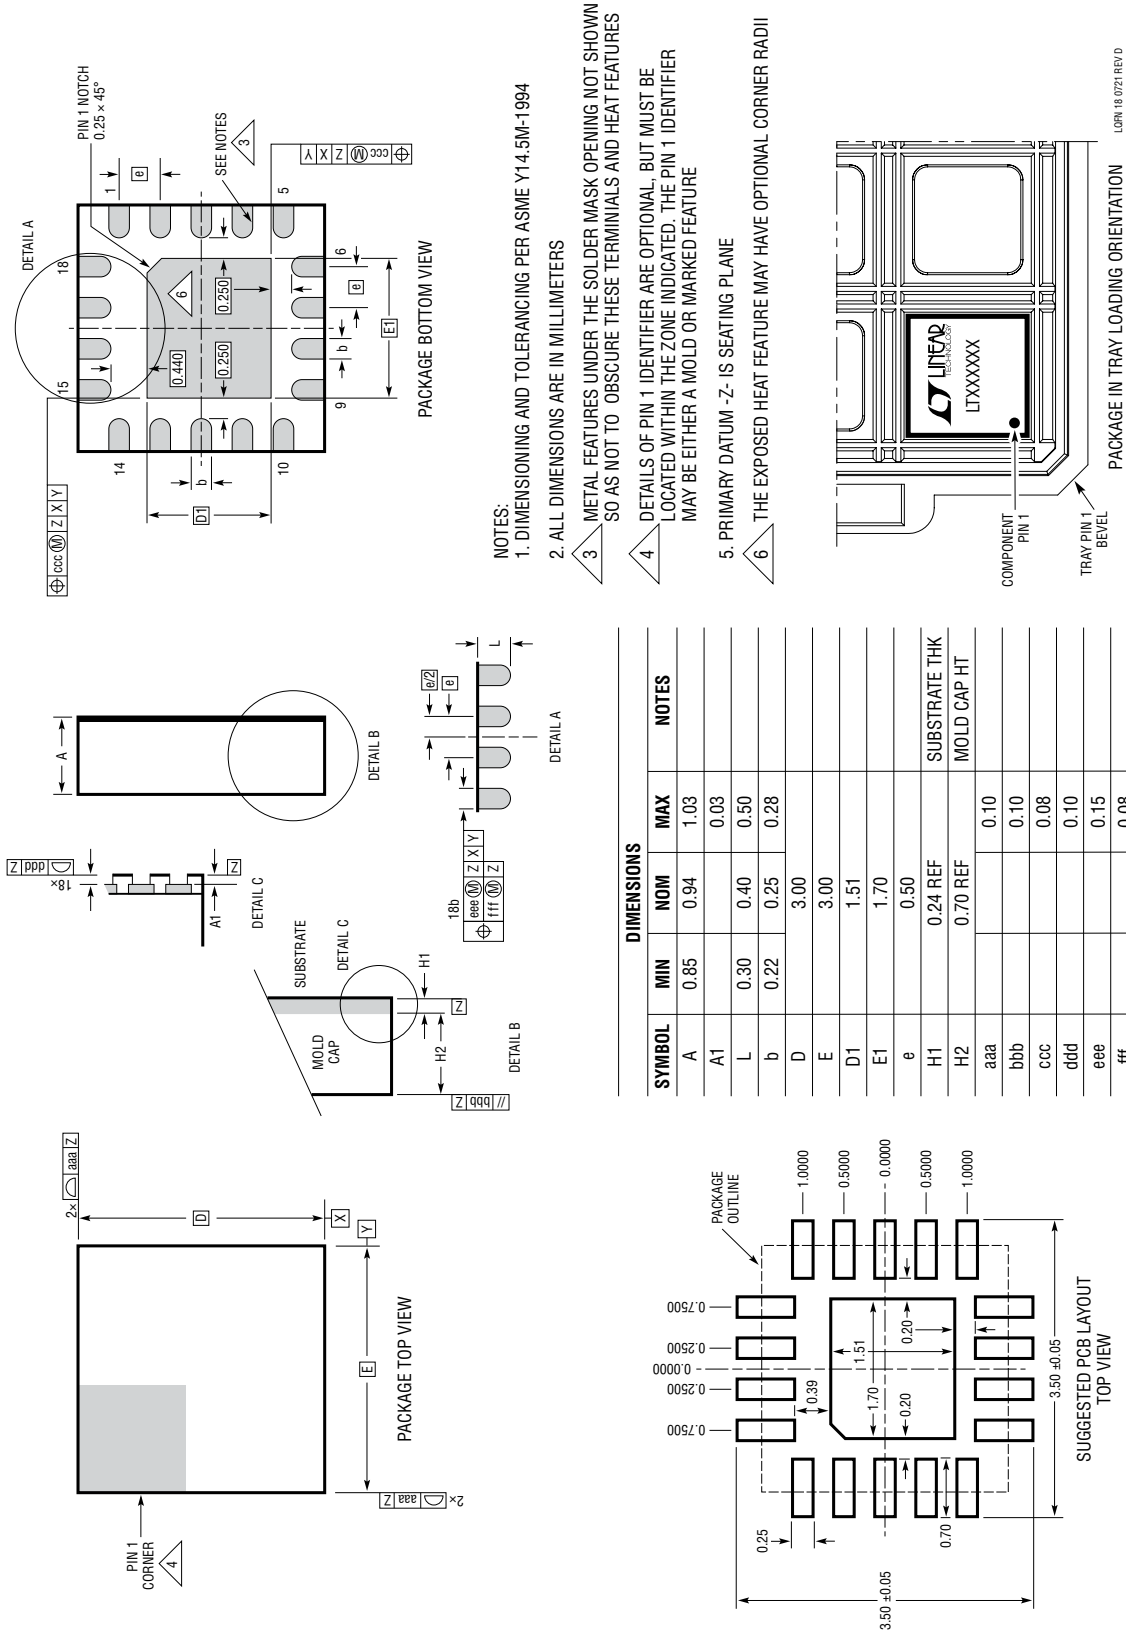 DETAIL A
PIN 1 NOTCH
0.25 × 45°
SEE NOTES
3
⌖ ccc Ⓜ Z X Y
⌖ ccc Ⓜ Z X Y
14
10
15
18
9
6
1
5
e
e
b
b
D1
E1
0.440
0.250
0.250
6
PACKAGE BOTTOM VIEW
A
DETAIL B
ddd Z
18×
Z
A1
DETAIL C
SUBSTRATE
DETAIL C
MOLD
CAP
H1
H2
Z
// bbb Z
DETAIL B
e/2
e
L
18b
⌖ eee Ⓜ Z X Y
fff Ⓜ Z
DETAIL A
2× aaa Z
D
X
Y
E
PIN 1
CORNER
4
aaa Z
2×
PACKAGE TOP VIEW
NOTES:
1. DIMENSIONING AND TOLERANCING PER ASME Y14.5M-1994
2. ALL DIMENSIONS ARE IN MILLIMETERS
3 METAL FEATURES UNDER THE SOLDER MASK OPENING NOT SHOWN
SO AS NOT TO OBSCURE THESE TERMINIALS AND HEAT FEATURES
4 DETAILS OF PIN 1 IDENTIFIER ARE OPTIONAL, BUT MUST BE
LOCATED WITHIN THE ZONE INDICATED. THE PIN 1 IDENTIFIER
MAY BE EITHER A MOLD OR MARKED FEATURE
5. PRIMARY DATUM -Z- IS SEATING PLANE
6 THE EXPOSED HEAT FEATURE MAY HAVE OPTIONAL CORNER RADII
DIMENSIONS
SYMBOL MIN NOM MAX NOTES
A 0.85 0.94 1.03
A1 0.03
L 0.30 0.40 0.50
b 0.22 0.25 0.28
D 3.00
E 3.00
D1 1.51
E1 1.70
e 0.50
H1 0.24 REF SUBSTRATE THK
H2 0.70 REF MOLD CAP HT
aaa 0.10
bbb 0.10
ccc 0.08
ddd 0.10
eee 0.15
fff 0.08
PACKAGE
OUTLINE
0.7500
0.2500
0.0000
0.2500
0.7500
1.0000
0.5000
0.0000
0.5000
1.0000
0.39
1.51
1.70
0.20
0.20
0.25
0.70
3.50 ±0.05
3.50 ±0.05
SUGGESTED PCB LAYOUT
TOP VIEW
LT LINEAR
TECHNOLOGY
LTXXXXXX
COMPONENT
PIN 1
TRAY PIN 1
BEVEL
PACKAGE IN TRAY LOADING ORIENTATION
LQFN 18 0721 REV D